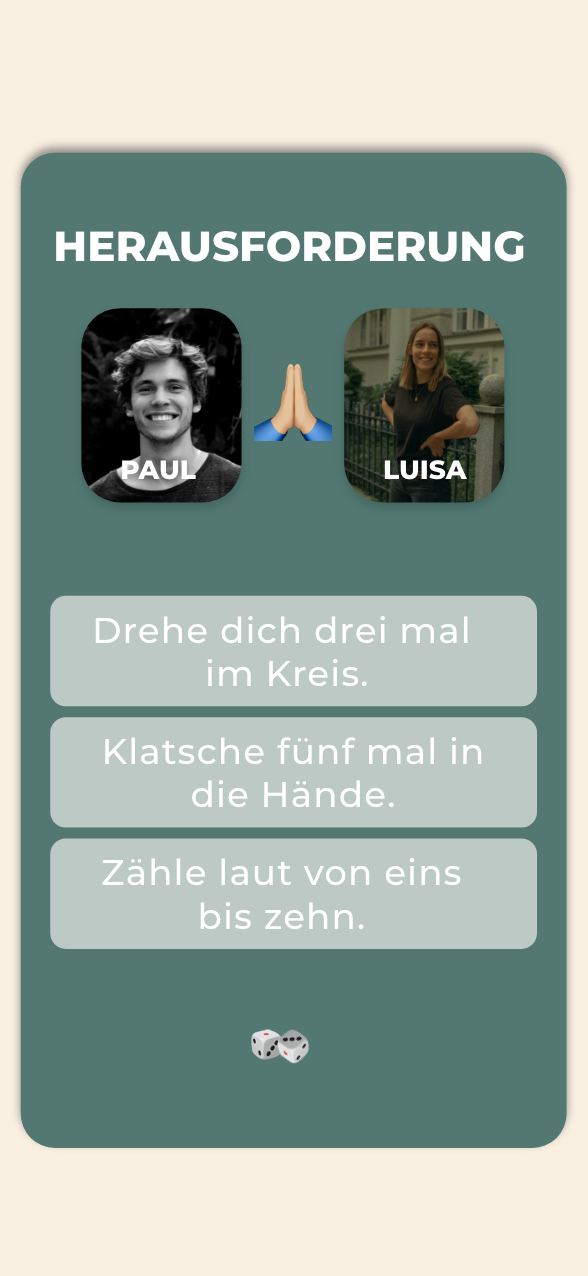 HERAUSFORDERUNG
PAUL
LUISA
Drehe dich drei mal
im Kreis.
Klatsche fünf mal in
die Hände.
Zähle laut von eins
bis zehn.